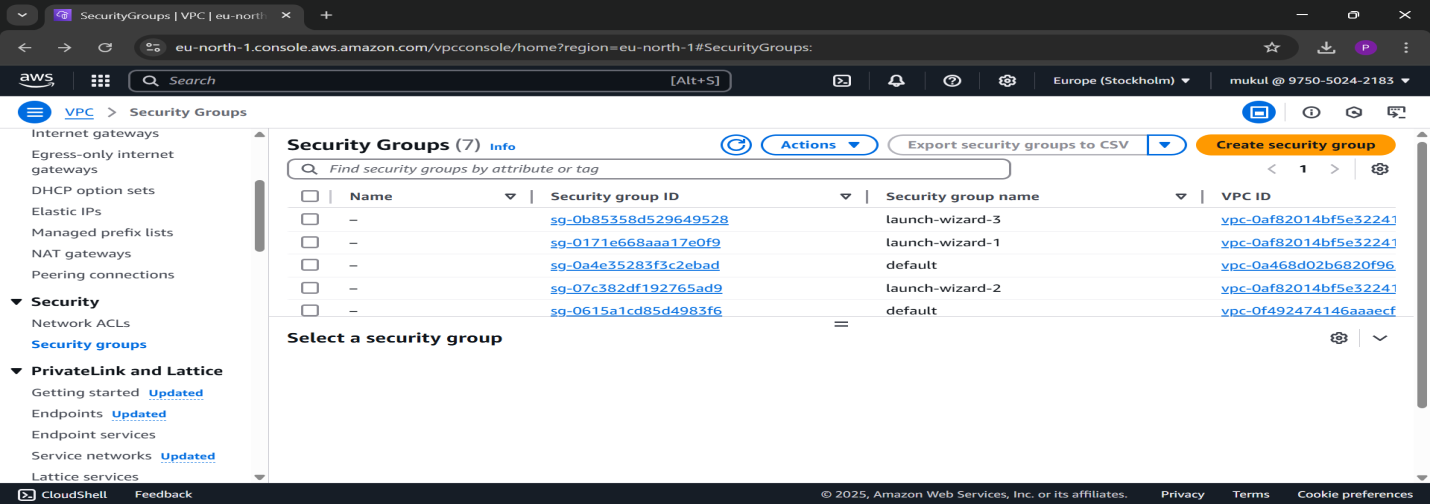 SecurityGroups | VPC | eu-north
eu-north-1.console.aws.amazon.com/vpcconsole/home?region=eu-north-1#SecurityGroups:
P
aws
Search
[Alt+S]
Europe (Stockholm)
mukul @ 9750-5024-2183
VPC > Security Groups
Internet gateways
Egress-only internet
gateways
DHCP option sets
Elastic IPs
Managed prefix lists
NAT gateways
Peering connections
Security
Network ACLs
Security groups
PrivateLink and Lattice
Getting started Updated
Endpoints Updated
Endpoint services
Service networks Updated
Lattice services
Security Groups (7) Info
Actions
Export security groups to CSV
Create security group
Find security groups by attribute or tag
1
Name Security group ID Security group name VPC ID
– sg-0b85358d529649528 launch-wizard-3 vpc-0af82014bf5e32241
– sg-0171e668aaa17e0f9 launch-wizard-1 vpc-0af82014bf5e32241
– sg-0a4e35283f3c2ebad default vpc-0a468d02b6820f96
– sg-07c382df192765ad9 launch-wizard-2 vpc-0af82014bf5e32241
– sg-0615a1cd85d4983f6 default vpc-0f492474146aaaecf
Select a security group
CloudShell
Feedback
© 2025, Amazon Web Services, Inc. or its affiliates.
Privacy
Terms
Cookie preferences